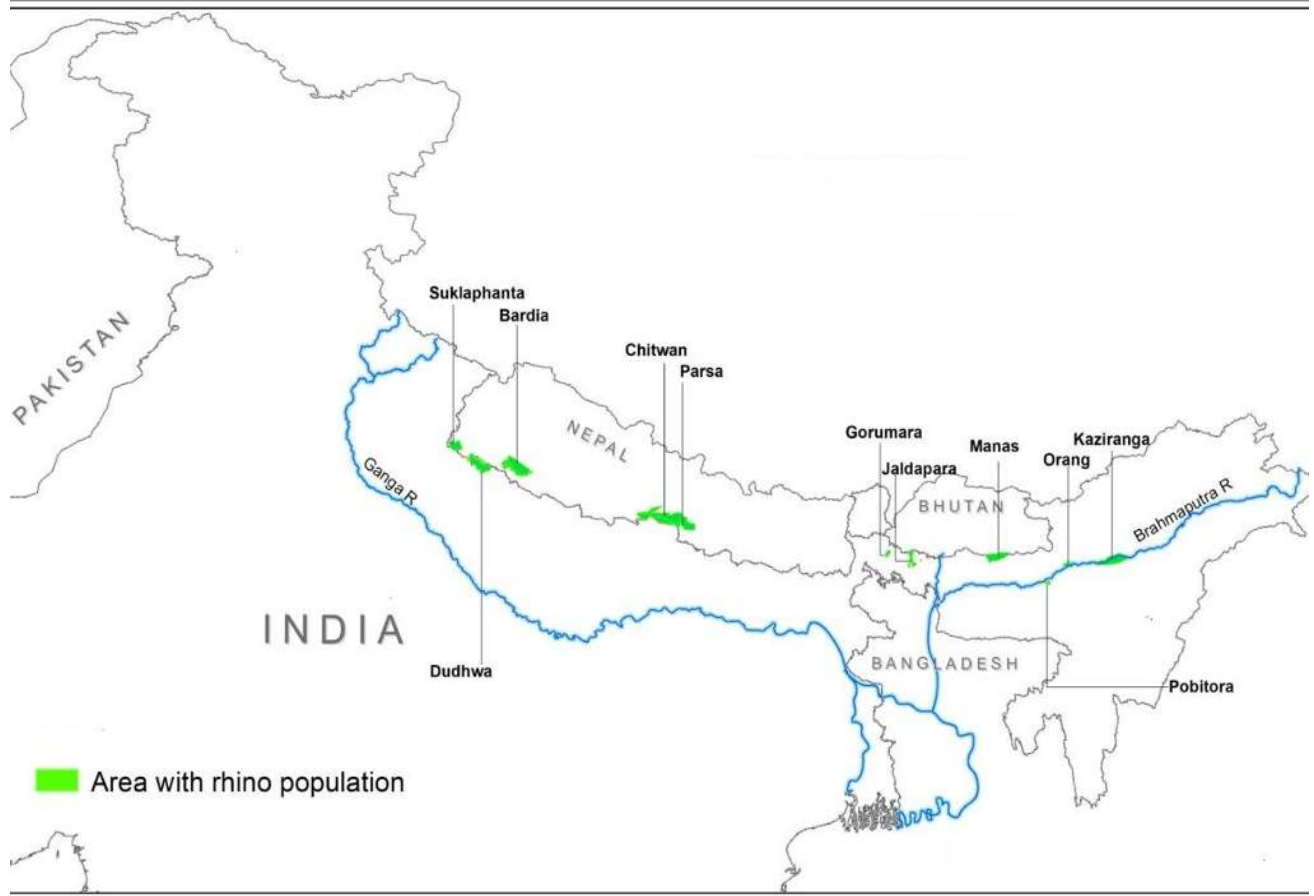 Suklaphanta
Bardia
Chitwan
Parsa
PAKISTAN
NEPAL
Gorumara
Jaldapara
Manas
Kaziranga
Orang
Ganga R
BHUTAN
Brahmaputra R
INDIA
BANGLADESH
Dudhwa
Pobitora
Area with rhino population